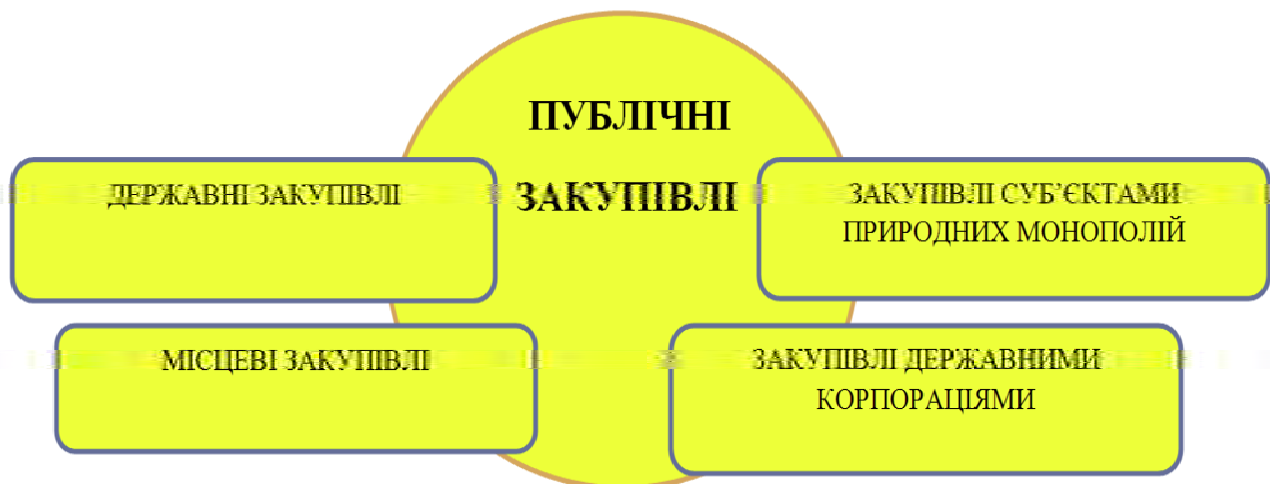 ПУБЛІЧНІ
ЗАКУПІВЛІ
ДЕРЖАВНІ ЗАКУПІВЛІ
ЗАКУПІВЛІ СУБ’ЄКТАМИ
ПРИРОДНИХ МОНОПОЛІЙ
МІСЦЕВІ ЗАКУПІВЛІ
ЗАКУПІВЛІ ДЕРЖАВНИМИ
КОРПОРАЦІЯМИ